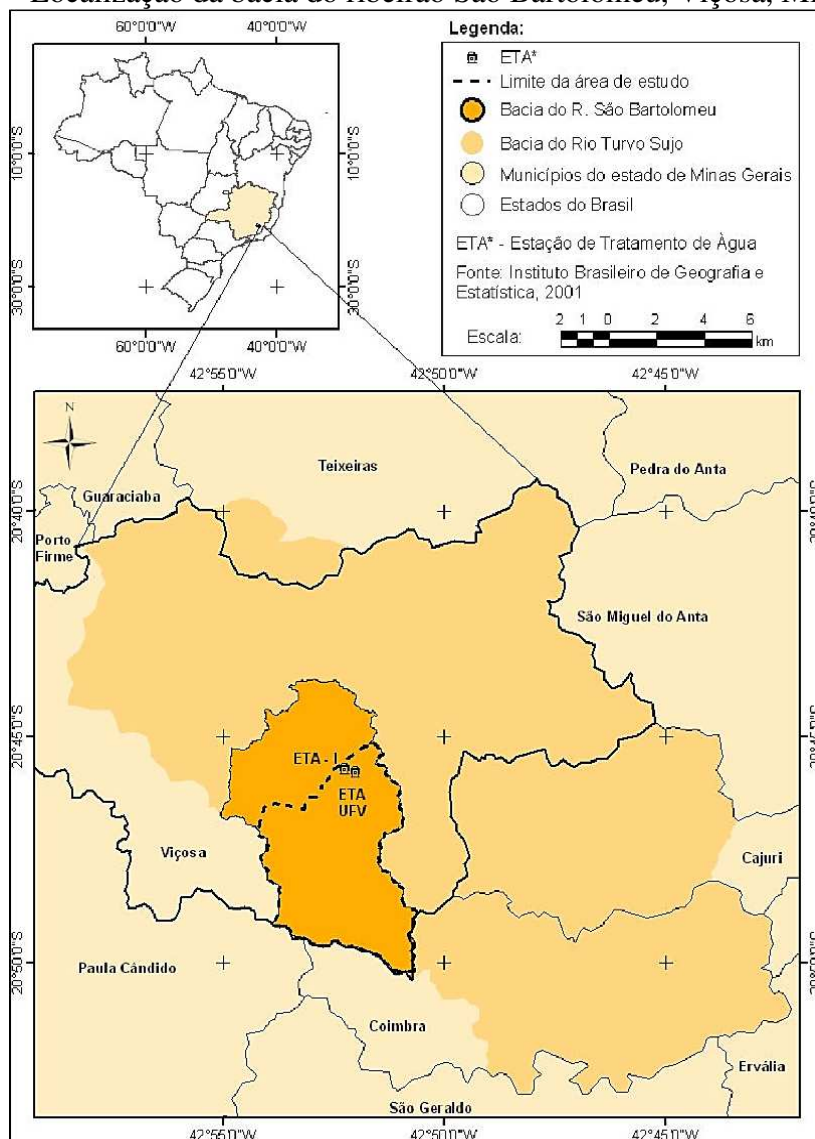 Localização da bacia do ribeirão São Bartolomeu, Viçosa, M
60°0'0"W 40°0'0"W
10°0'0"S
10°0'0"S
30°0'0"S
30°0'0"S
60°0'0"W 40°0'0"W
Legenda:
ETA*
Limite da área de estudo
Bacia do R. São Bartolomeu
Bacia do Rio Turvo Sujo
Municípios do estado de Minas Gerais
Estados do Brasil
ETA* - Estação de Tratamento de Àgua
Fonte: Instituto Brasileiro de Geografia e
Estatística, 2001
Escala:
2 1 0 2 4 6
km
42°55'0"W 42°50'0"W 42°45'0"W
N
Teixeiras
Pedra do Anta
Guaraciaba
20°40'0"S
Porto
Firme
São Miguel do Anta
20°45'0"S
ETA - I
ETA
UFV
Viçosa
Cajuri
20°50'0"S
Paula Cândido
Coimbra
Ervália
São Geraldo
42°55'0"W 42°50'0"W 42°45'0"W